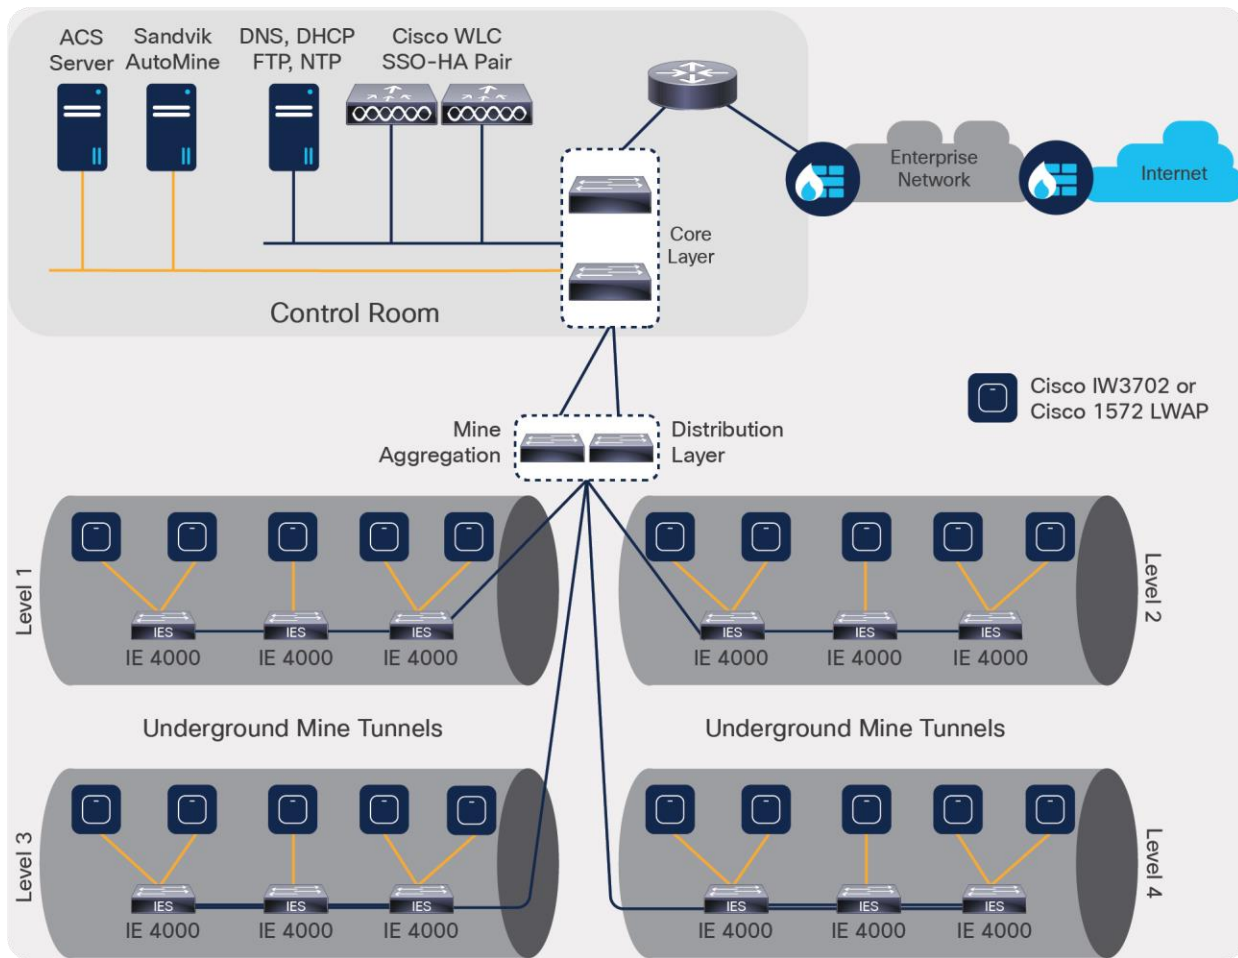 ACS
Server
Sandvik
AutoMine
DNS, DHCP
FTP, NTP
Cisco WLC
SSO-HA Pair
Enterprise
Network
Internet
Core
Layer
Control Room
Cisco IW3702 or
Cisco 1572 LWAP
Mine
Aggregation
Distribution
Layer
Level 1
IES
IES
IES
IE 4000
IE 4000
IE 4000
Level 2
IES
IES
IES
IE 4000
IE 4000
IE 4000
Underground Mine Tunnels
Underground Mine Tunnels
Level 3
IES
IES
IES
IE 4000
IE 4000
IE 4000
Level 4
IES
IES
IES
IE 4000
IE 4000
IE 4000